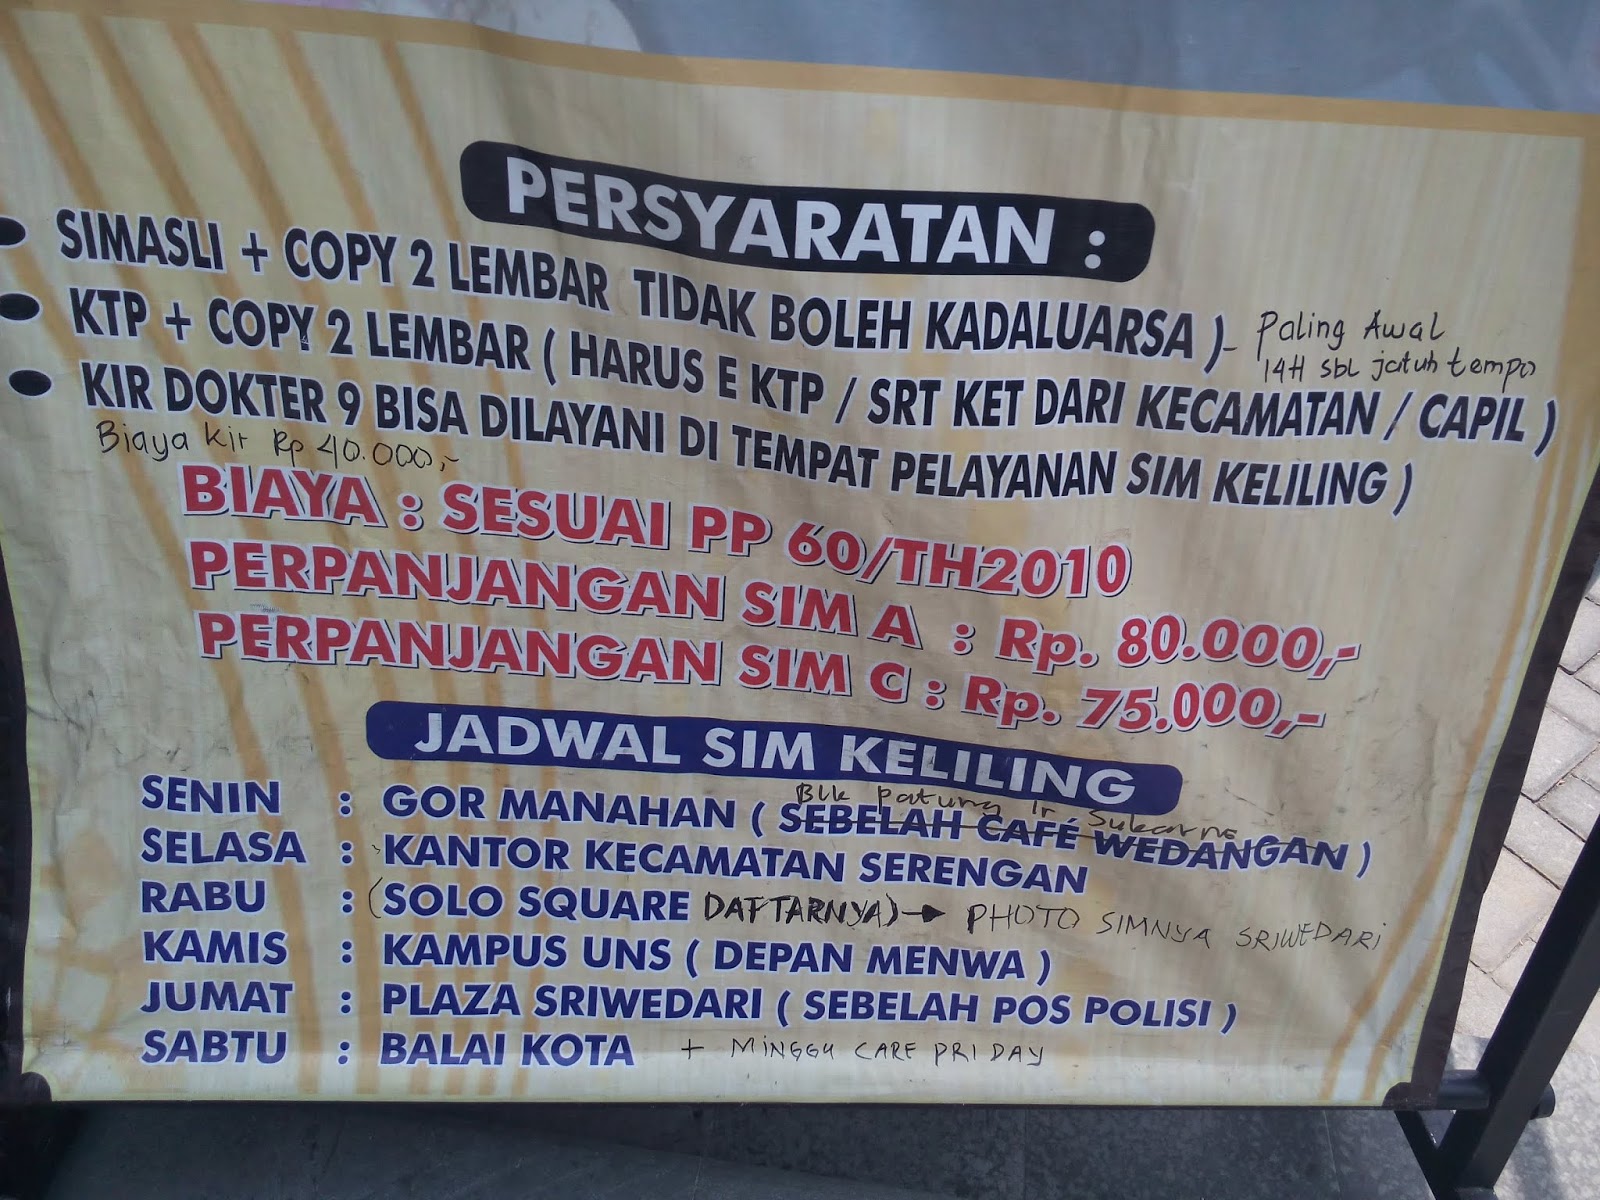 PERSYARATAN :
SIMASLI + COPY 2 LEMBAR TIDAK BOLEH KADALUARSA ) - Paling Awal
14H sbl jatuh tempo
KTP + COPY 2 LEMBAR ( HARUS E KTP / SRT KET DARI KECAMATAN / CAPIL )
KIR DOKTER 9 BISA DILAYANI DI TEMPAT PELAYANAN SIM KELILING )
Biaya Kir Rp 40.000,-
BIAYA : SESUAI PP 60/TH2010
PERPANJANGAN SIM A : Rp. 80.000,-
PERPANJANGAN SIM C : Rp. 75.000,-
JADWAL SIM KELILING
Blk patung Ir Sukarno
SENIN : GOR MANAHAN ( SEBELAH CAFÉ WEDANGAN )
SELASA : KANTOR KECAMATAN SERENGAN
RABU : ( SOLO SQUARE DAFTARNYA) → PHOTO SIMNYA SRIWEDARI
KAMIS : KAMPUS UNS ( DEPAN MENWA )
JUMAT : PLAZA SRIWEDARI ( SEBELAH POS POLISI )
SABTU : BALAI KOTA + MINGGU CARE PRI DAY